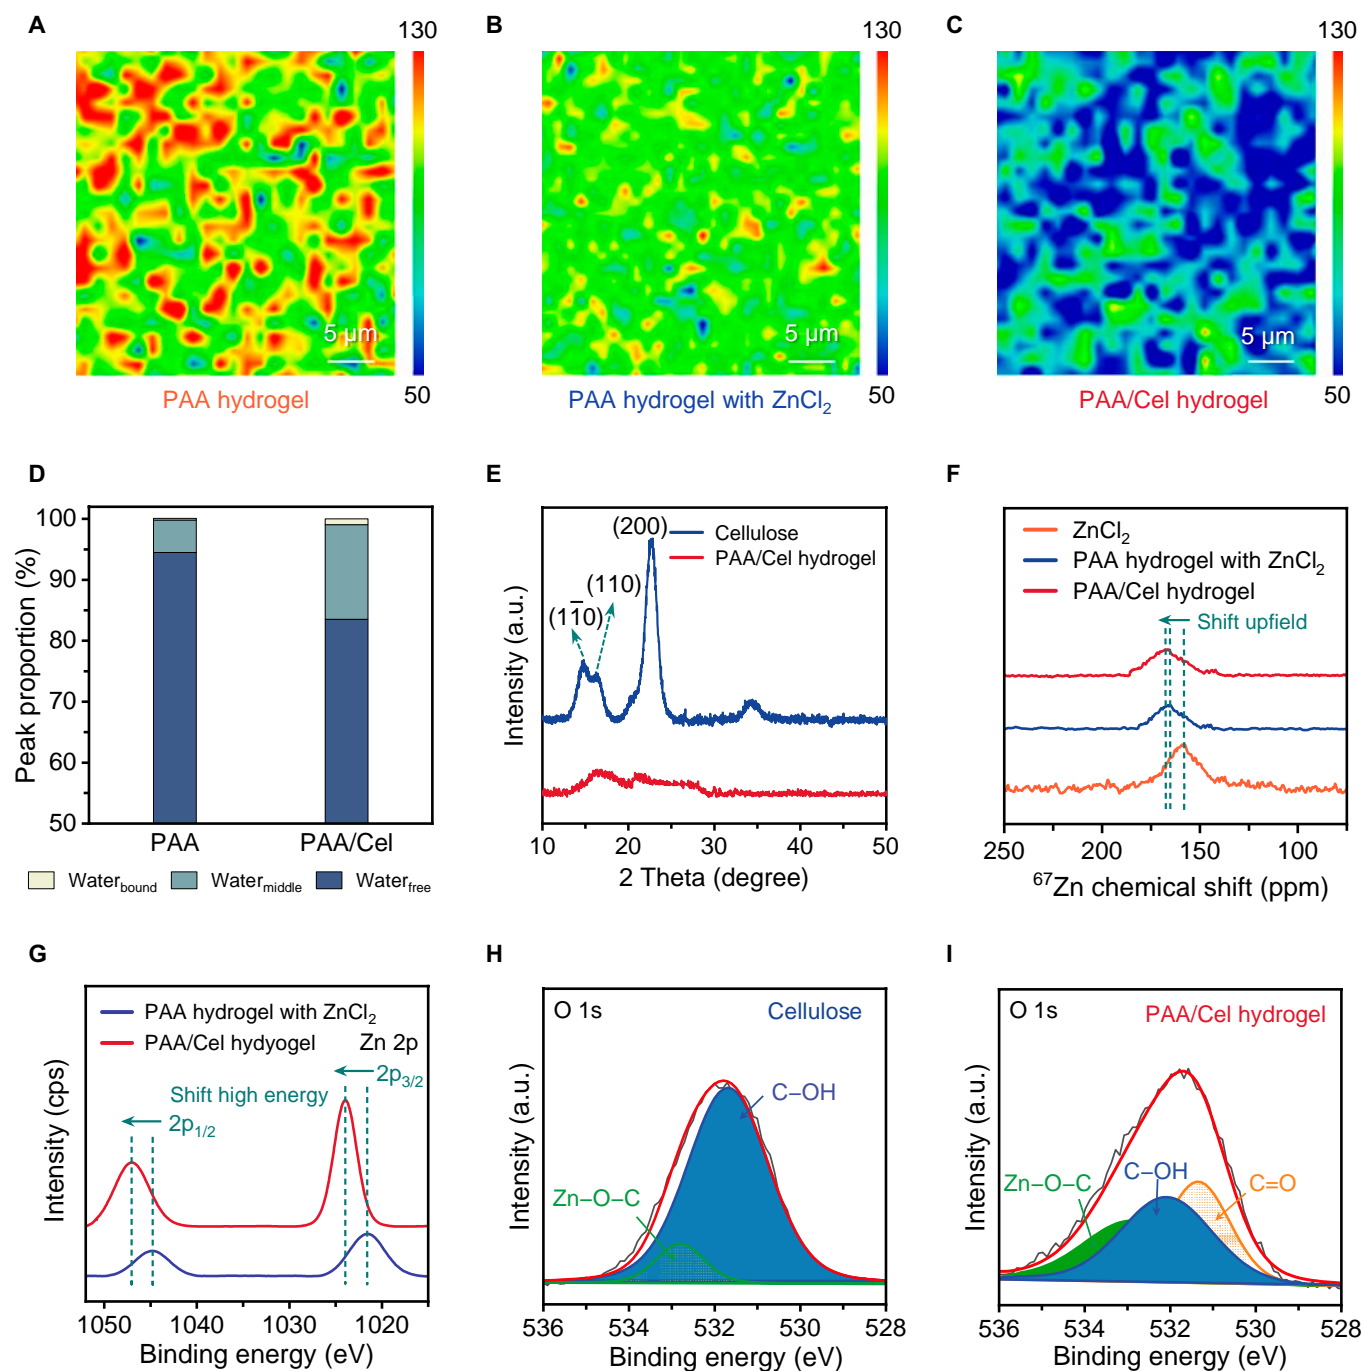 A
130
5 μm
50
PAA hydrogel
B
130
5 μm
50
PAA hydrogel with ZnCl₂
C
130
5 μm
50
PAA/Cel hydrogel
D
Peak proportion (%)
100
90
80
70
60
50
PAA PAA/Cel
Water_bound Water_middle Water_free
E
Intensity (a.u.)
(200)
(110)
(11̅0)
Cellulose
PAA/Cel hydrogel
10 20 30 40 50
2 Theta (degree)
F
Intensity (a.u.)
ZnCl₂
PAA hydrogel with ZnCl₂
PAA/Cel hydrogel
Shift upfield
250 200 150 100
⁶⁷Zn chemical shift (ppm)
G
Intensity (cps)
PAA hydrogel with ZnCl₂
PAA/Cel hydyogel
Zn 2p
2p₃/₂
Shift high energy
2p₁/₂
1050 1040 1030 1020
Binding energy (eV)
H
Intensity (a.u.)
O 1s
Cellulose
C–OH
Zn–O–C
536 534 532 530 528
Binding energy (eV)
I
Intensity (a.u.)
O 1s
PAA/Cel hydrogel
Zn–O–C
C–OH
C=O
536 534 532 530 528
Binding energy (eV)